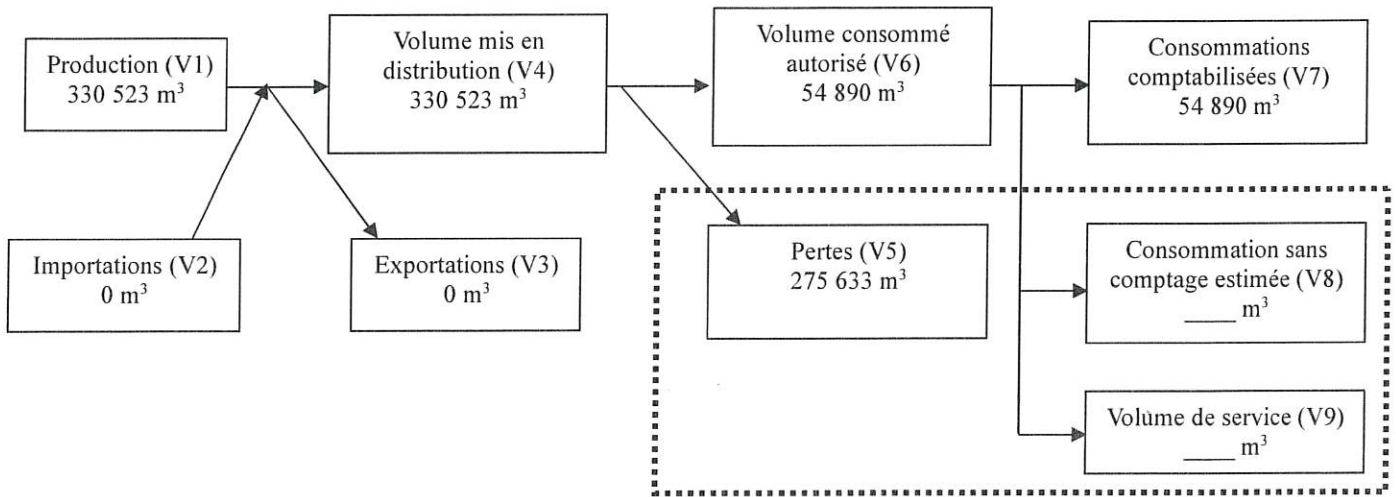 Production (V1)
330 523 m³
Volume mis en
distribution (V4)
330 523 m³
Volume consommé
autorisé (V6)
54 890 m³
Consommations
comptabilisées (V7)
54 890 m³
Importations (V2)
0 m³
Exportations (V3)
0 m³
Pertes (V5)
275 633 m³
Consommation sans
comptage estimée (V8)
____ m³
Volume de service (V9)
____ m³